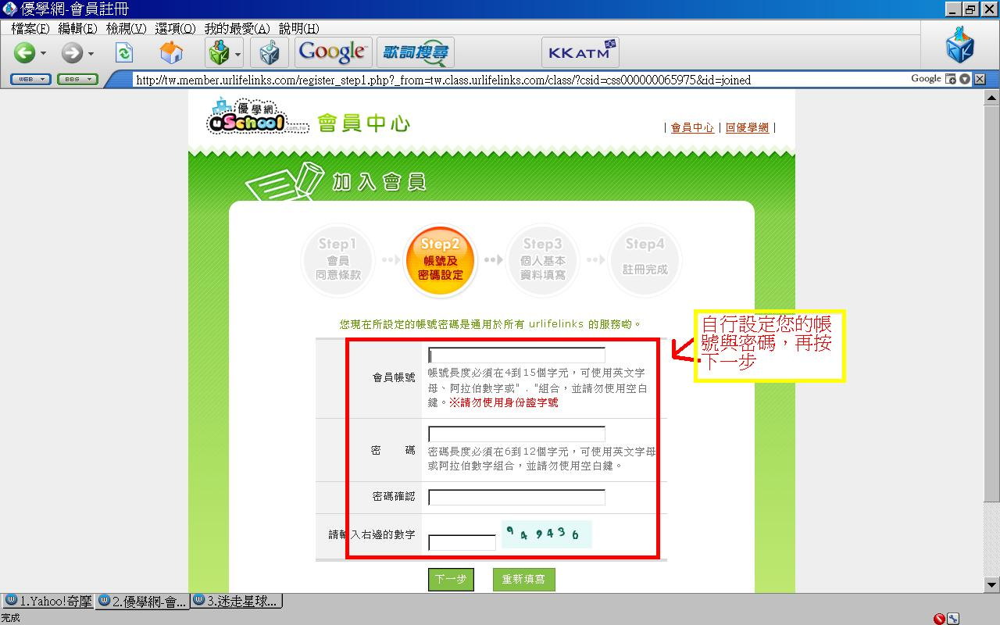 優學網-會員註冊
檔案(F) 編輯(E) 檢視(V) 選項(O) 我的最愛(A) 說明(H)
Google 歌詞搜尋 KKATM KK
WEB BBS http://tw.member.urlifelinks.com/register_step1.php?_from=tw.class.urlifelinks.com/class/?csid=css000000065975&id=joined Google
優學網
uSchool.com.tw 會員中心
| 會員中心 | 回優學網 |
加入會員
Step1
會員
同意條款
Step2
帳號及
密碼設定
Step3
個人基本
資料填寫
Step4
註冊完成
您現在所設定的帳號密碼是通用於所有 urlifelinks 的服務喲。
會員帳號
帳號長度必須在4到15個字元，可使用英文字
母、阿拉伯數字或" . "組合，並請勿使用空白
鍵。※請勿使用身份證字號
密 碼
密碼長度必須在6到12個字元，可使用英文字母
或阿拉伯數字組合，並請勿使用空白鍵。
密碼確認
請輸入右邊的數字
949436
下一步 重新填寫
自行設定您的帳
號與密碼，再按
下一步
1.Yahoo!奇摩 2.優學網-會... 3.迷走星球...
完成